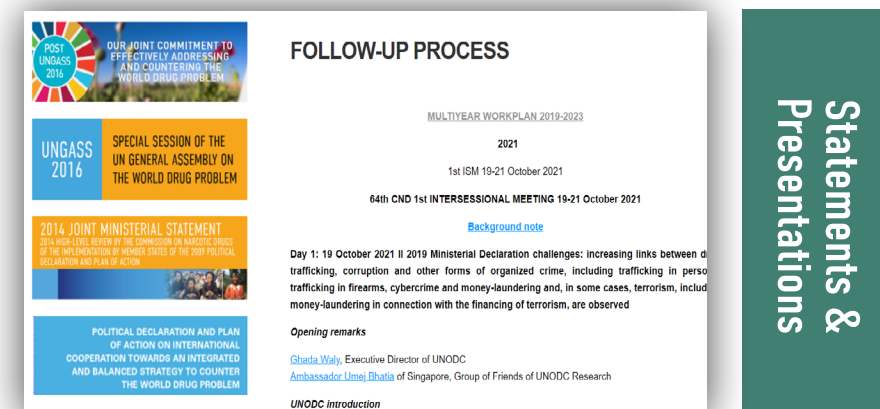 POST
UNGASS
2016
OUR JOINT COMMITMENT TO
EFFECTIVELY ADDRESSING
AND COUNTERING THE
WORLD DRUG PROBLEM
UNGASS
2016
SPECIAL SESSION OF THE
UN GENERAL ASSEMBLY ON
THE WORLD DRUG PROBLEM
2014 JOINT MINISTERIAL STATEMENT
2014 HIGH-LEVEL REVIEW BY THE COMMISSION ON NARCOTIC DRUGS
OF THE IMPLEMENTATION BY MEMBER STATES OF THE 2009 POLITICAL
DECLARATION AND PLAN OF ACTION
POLITICAL DECLARATION AND PLAN
OF ACTION ON INTERNATIONAL
COOPERATION TOWARDS AN INTEGRATED
AND BALANCED STRATEGY TO COUNTER
THE WORLD DRUG PROBLEM
FOLLOW-UP PROCESS
MULTIYEAR WORKPLAN 2019-2023
2021
1st ISM 19-21 October 2021
64th CND 1st INTERSESSIONAL MEETING 19-21 October 2021
Background note
Day 1: 19 October 2021 II 2019 Ministerial Declaration challenges: increasing links between
trafficking, corruption and other forms of organized crime, including trafficking in perso
trafficking in firearms, cybercrime and money-laundering and, in some cases, terrorism, includ
money-laundering in connection with the financing of terrorism, are observed
Opening remarks
Ghada Waly, Executive Director of UNODC
Ambassador Umej Bhatia of Singapore, Group of Friends of UNODC Research
UNODC introduction
Statements &
Presentations